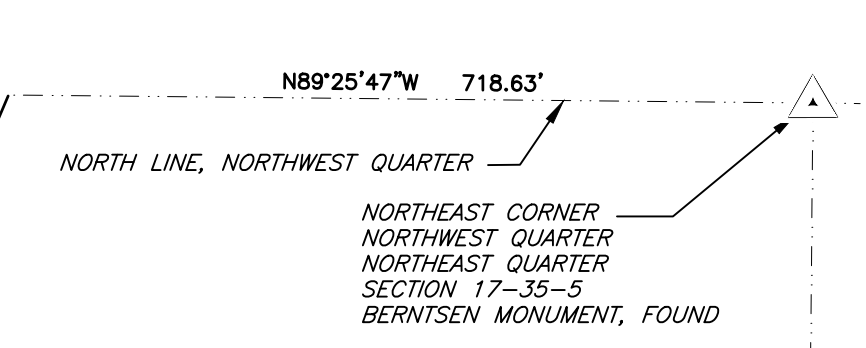 N89°25'47"W 718.63'
NORTH LINE, NORTHWEST QUARTER
NORTHEAST CORNER
NORTHWEST QUARTER
NORTHEAST QUARTER
SECTION 17-35-5
BERNTSEN MONUMENT, FOUND